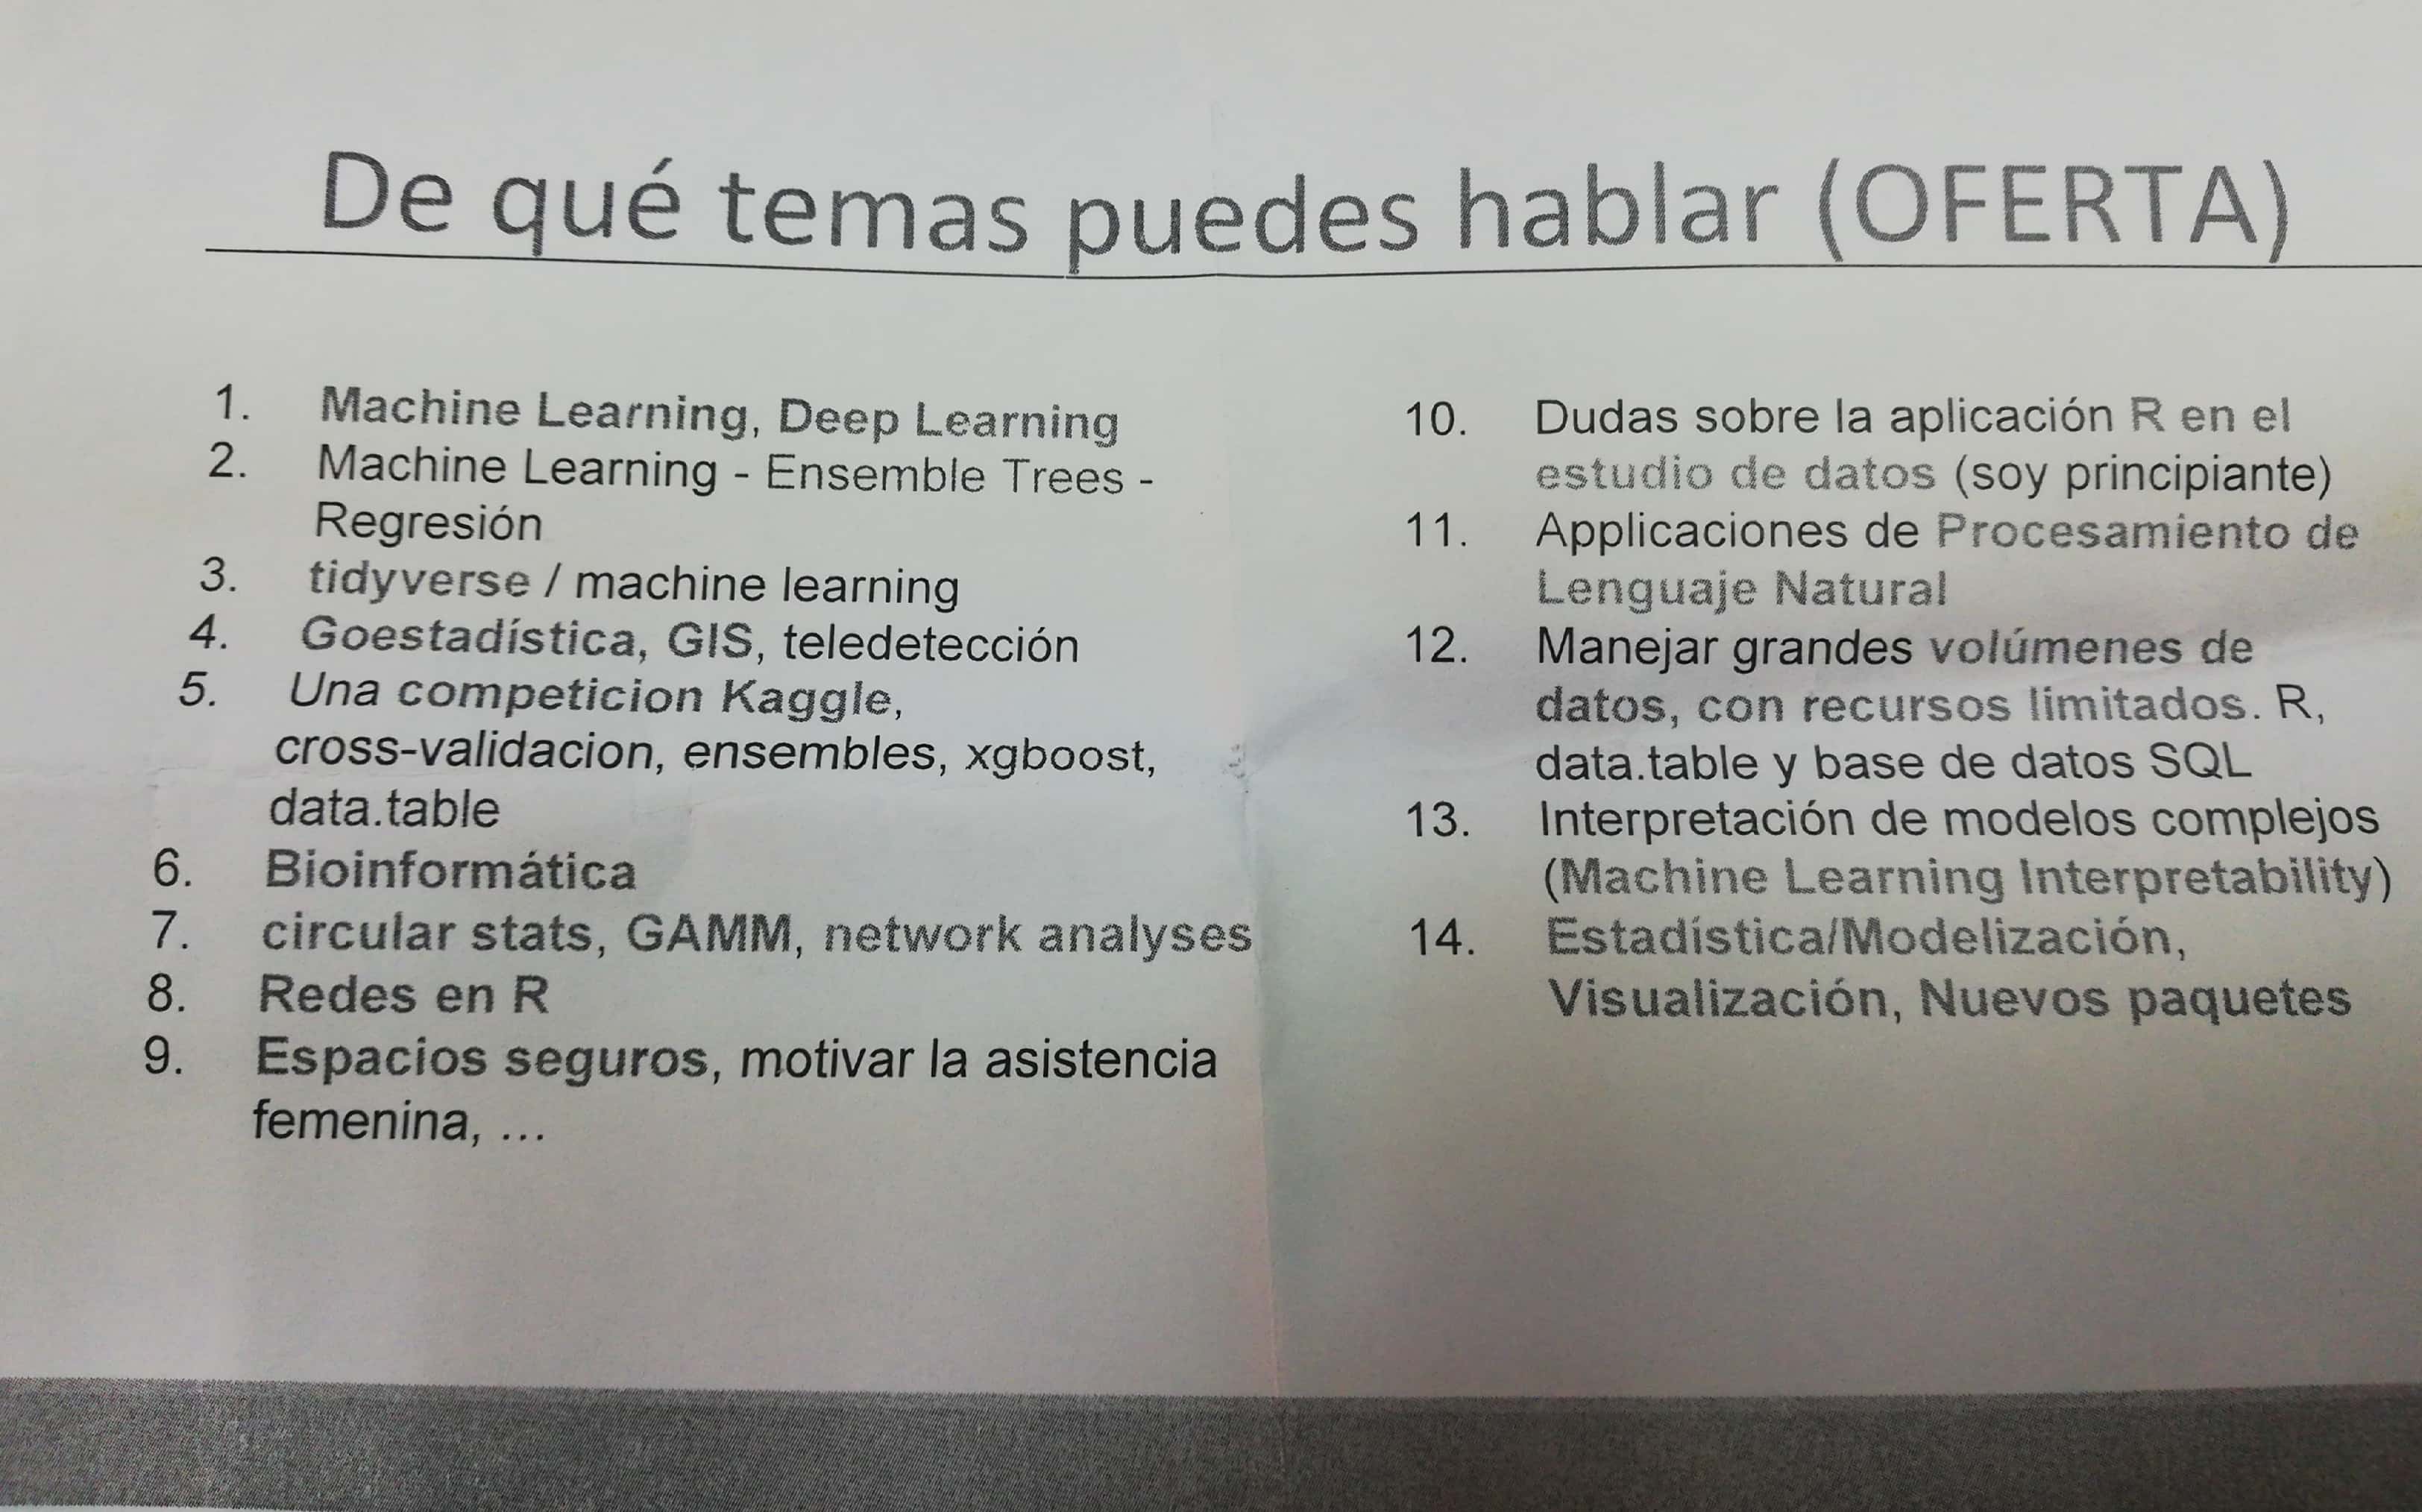 De qué temas puedes hablar (OFERTA)
1. Machine Learning, Deep Learning
2. Machine Learning - Ensemble Trees -
Regresión
3. tidyverse / machine learning
4. Goestadística, GIS, teledetección
5. Una competicion Kaggle,
cross-validacion, ensembles, xgboost,
data.table
6. Bioinformática
7. circular stats, GAMM, network analyses
8. Redes en R
9. Espacios seguros, motivar la asistencia
femenina, ...
10. Dudas sobre la aplicación R en el
estudio de datos (soy principiante)
11. Applicaciones de Procesamiento de
Lenguaje Natural
12. Manejar grandes volúmenes de
datos, con recursos limitados. R,
data.table y base de datos SQL
13. Interpretación de modelos complejos
(Machine Learning Interpretability)
14. Estadística/Modelización,
Visualización, Nuevos paquetes